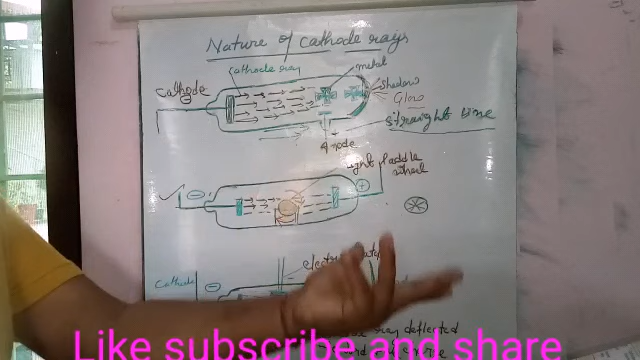 Nature of cathode rays
cathode ray
metal
Cathode
Shadow
Glow
Straight line
Anode
light Paddle
wheel
Cathode
ray deflected
Like subscribe and share